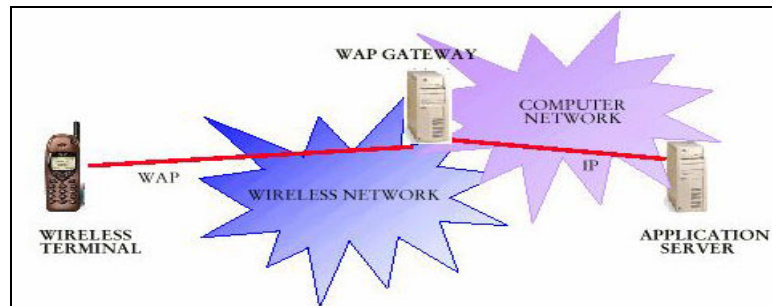 WAP GATEWAY
COMPUTER
NETWORK
WAP
IP
WIRELESS NETWORK
WIRELESS
TERMINAL
APPLICATION
SERVER